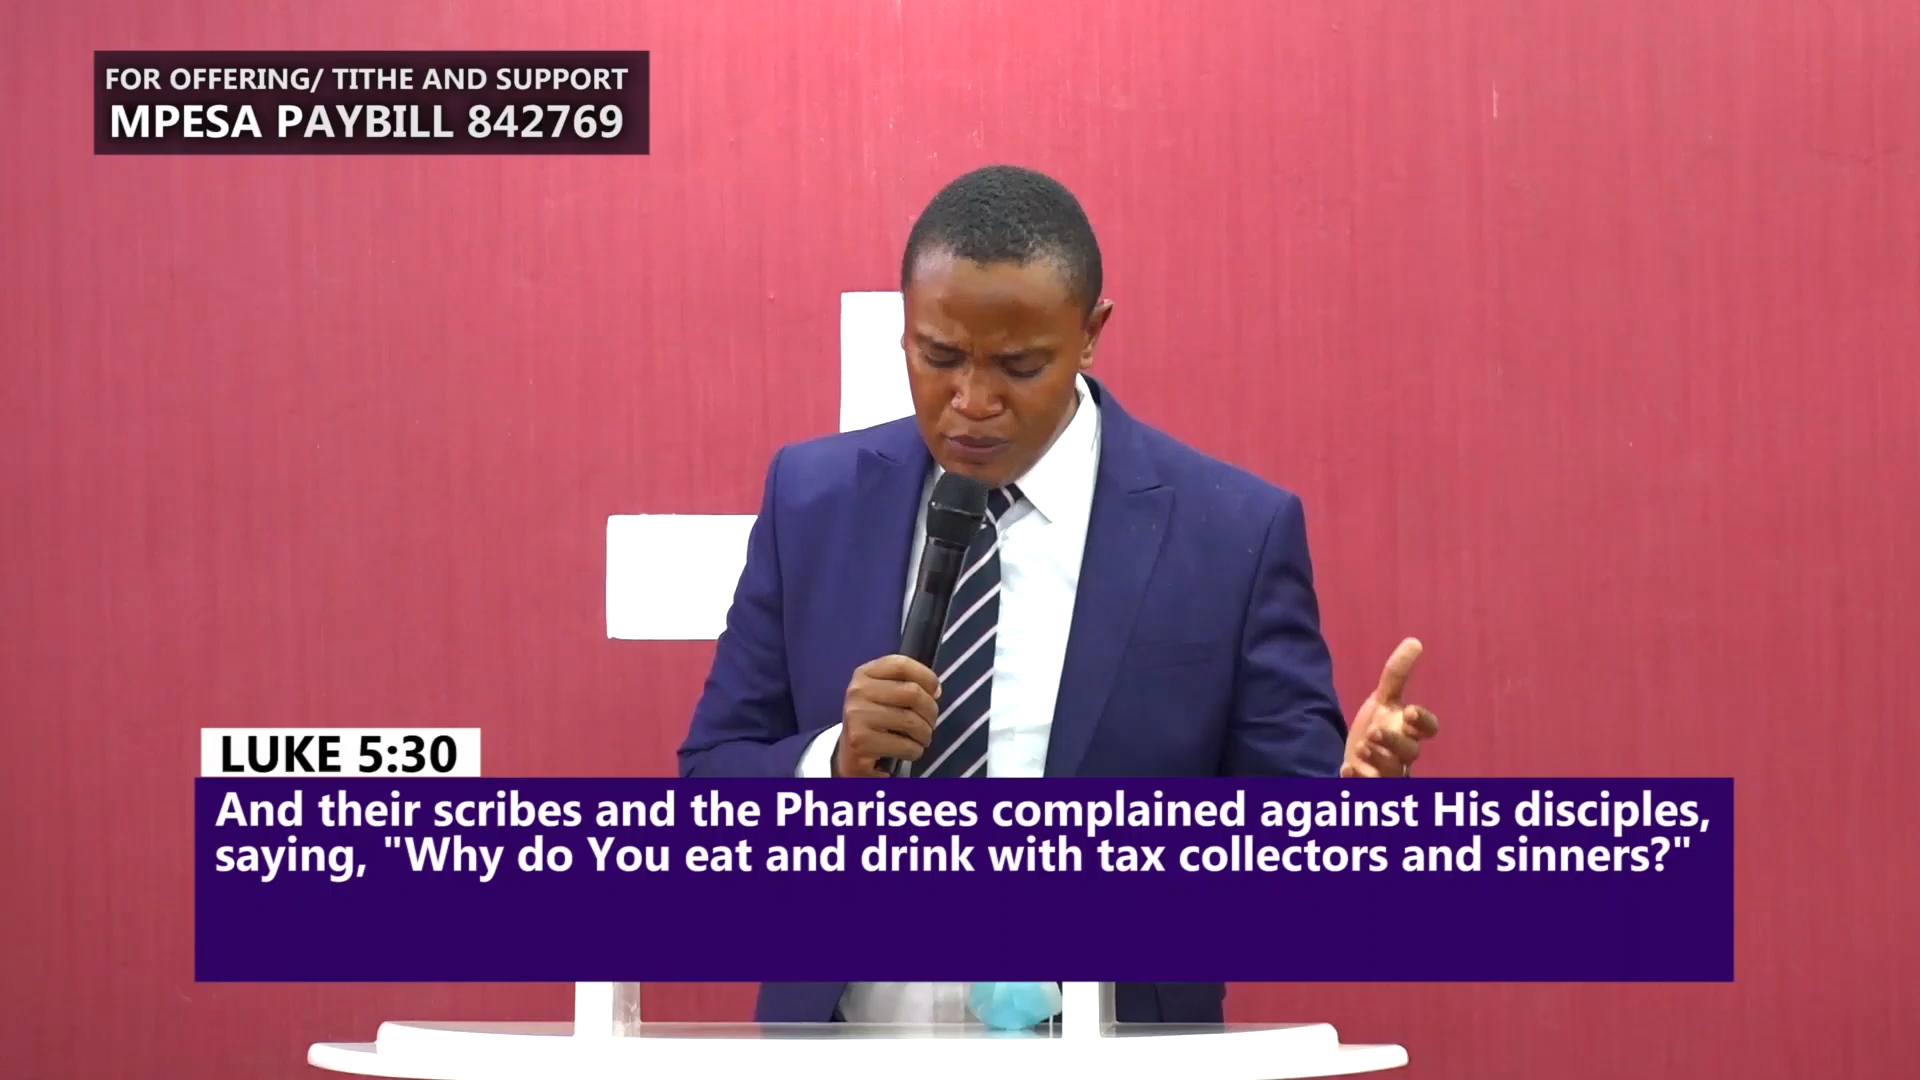 FOR OFFERING/ TITHE AND SUPPORT
MPESA PAYBILL 842769
LUKE 5:30
And their scribes and the Pharisees complained against His disciples,
saying, "Why do You eat and drink with tax collectors and sinners?"